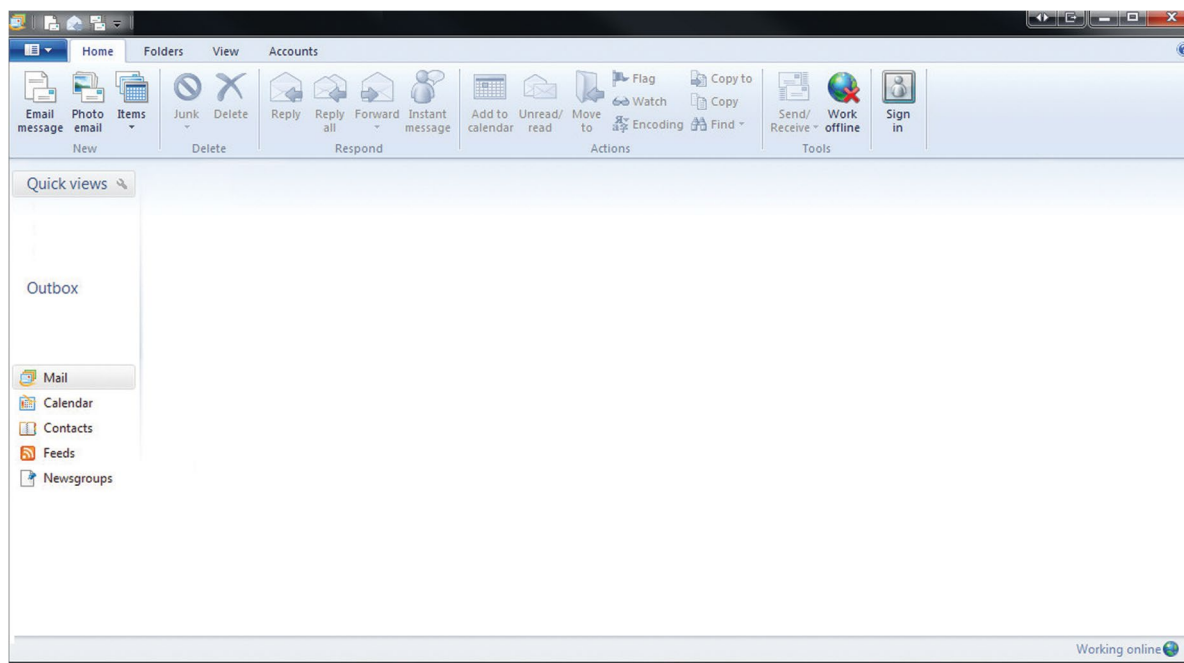 Home Folders View Accounts
Flag Copy to
Watch Copy
Email Photo Items Junk Delete Reply Reply Forward Instant Add to Unread/ Move Encoding Find Send/ Work Sign
message email all message calendar read to Receive offline in
New Delete Respond Actions Tools
Quick views
Outbox
Mail
Calendar
Contacts
Feeds
Newsgroups
Working online